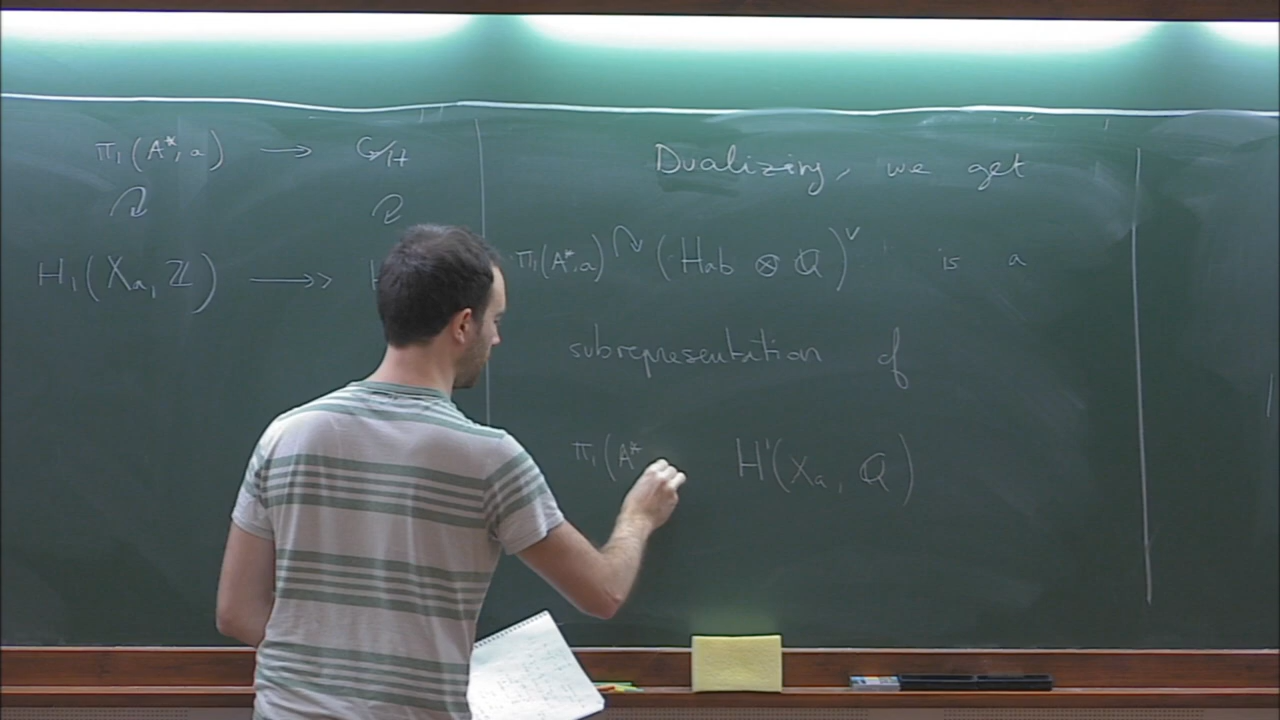 π₁(A*, a) → G/H
↷ ↷
H₁(Xₐ, ℤ) ↠
Dualizing, we get
π₁(A*, a) ↷ (Hab ⊗ ℚ)ᵛ is a
subrepresentation of
π₁(A* H¹(Xₐ, ℚ)